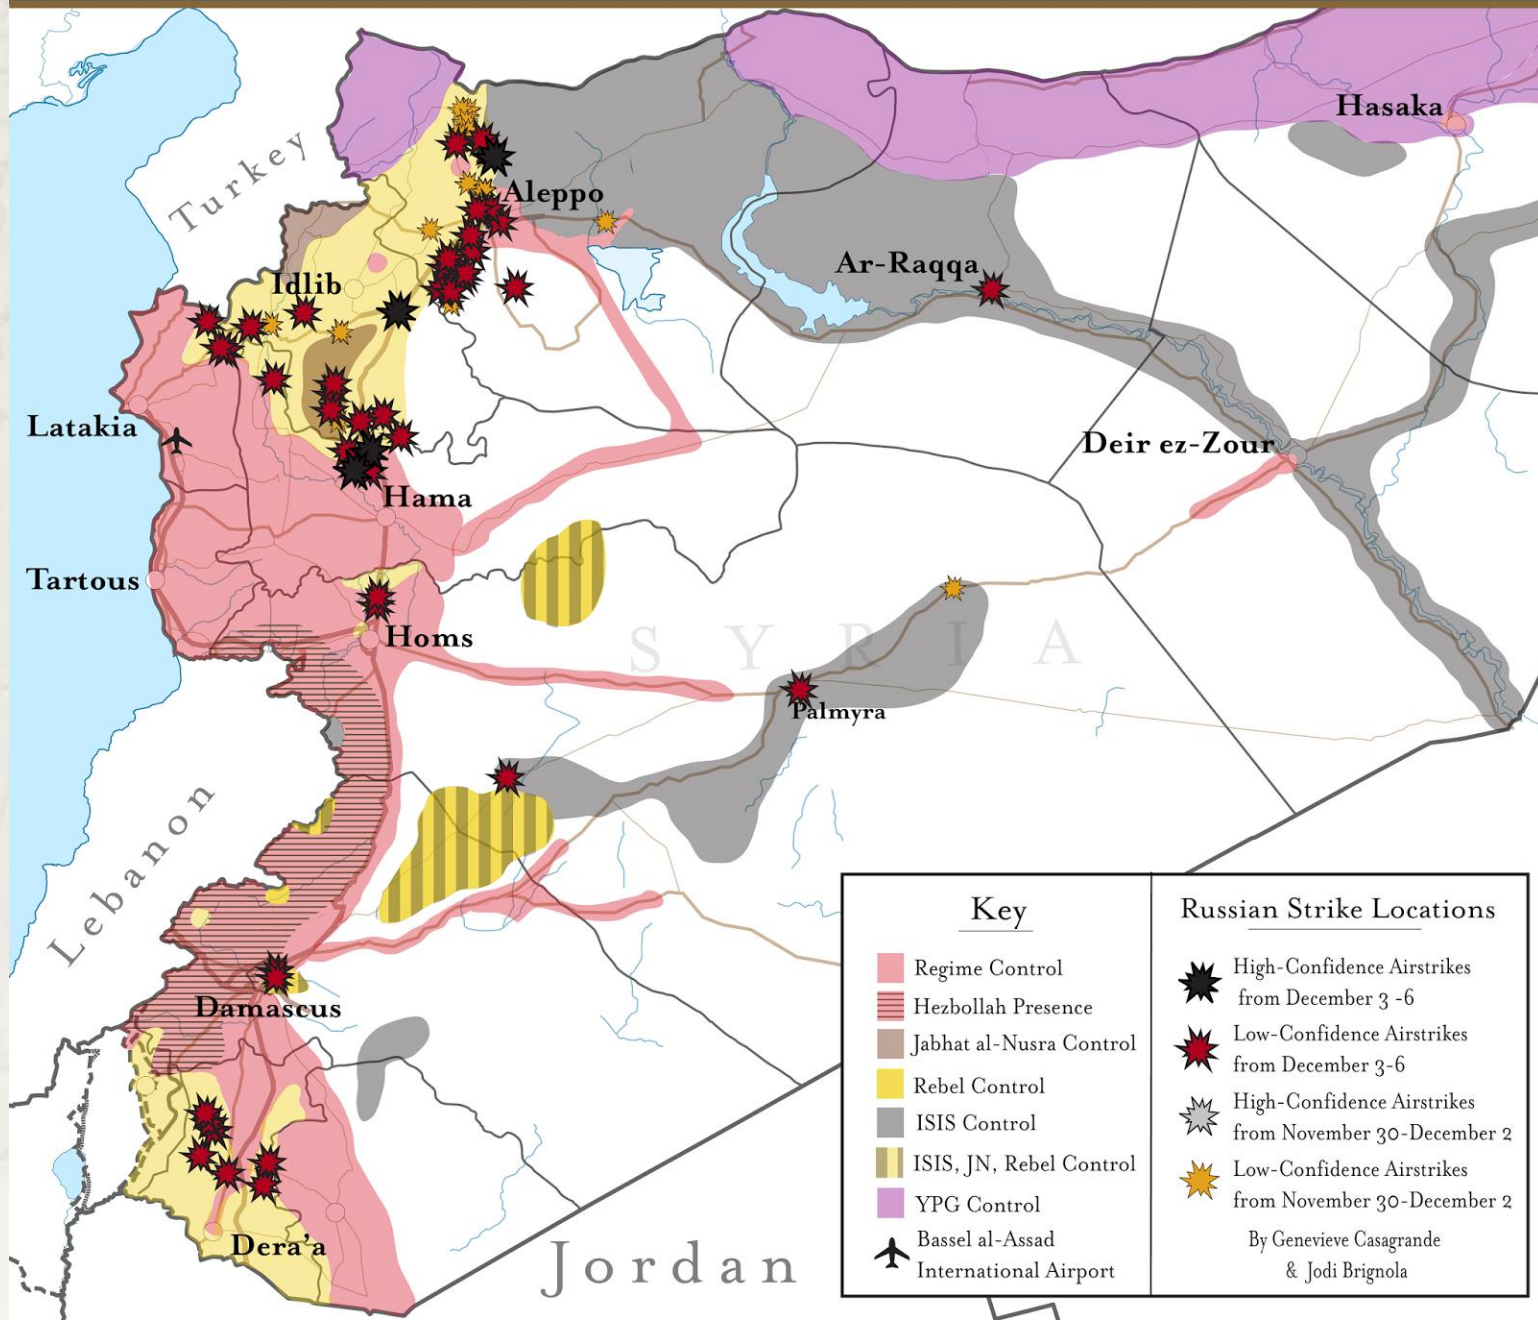 Turkey
Aleppo
Hasaka
Idlib
Ar-Raqqa
Latakia
Deir ez-Zour
Hama
Tartous
Homs
SYRIA
Palmyra
Lebanon
Damascus
Dera'a
Jordan
Key
Regime Control
Hezbollah Presence
Jabhat al-Nusra Control
Rebel Control
ISIS Control
ISIS, JN, Rebel Control
YPG Control
Bassel al-Assad
International Airport
Russian Strike Locations
High-Confidence Airstrikes
from December 3 -6
Low-Confidence Airstrikes
from December 3-6
High-Confidence Airstrikes
from November 30-December 2
Low-Confidence Airstrikes
from November 30-December 2
By Genevieve Casagrande
& Jodi Brignola